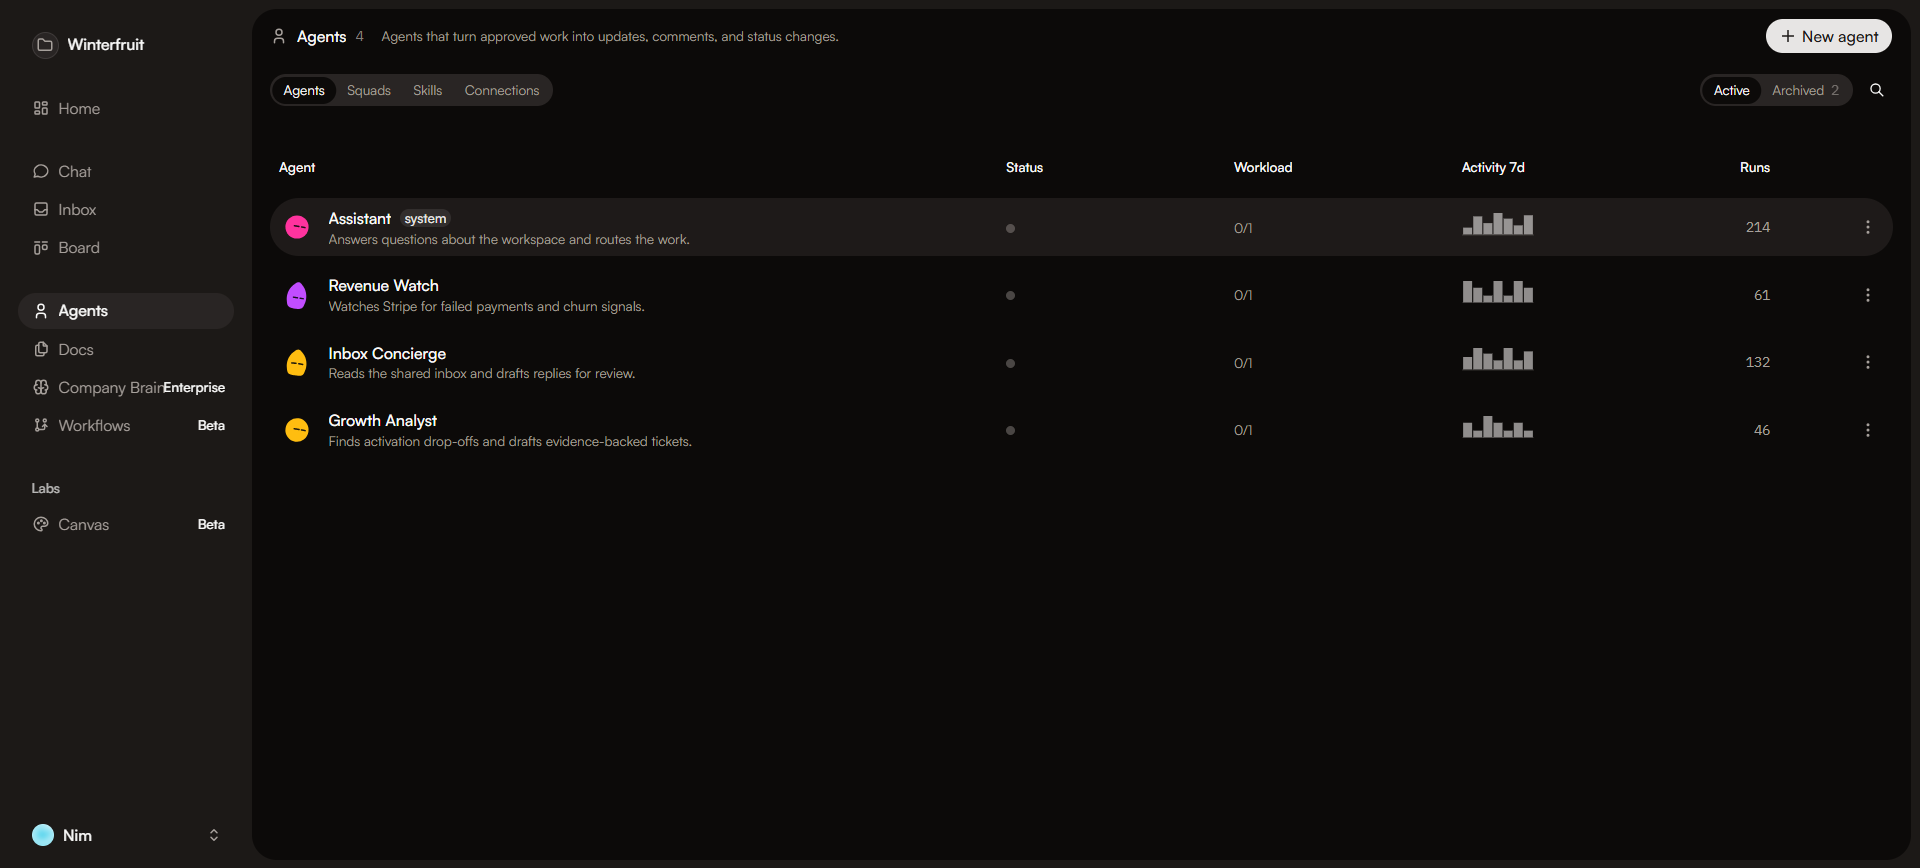 Winterfruit
Home
Chat
Inbox
Board
Agents
Docs
Company Brain Enterprise
Workflows Beta
Labs
Canvas Beta
Nim
Agents 4 Agents that turn approved work into updates, comments, and status changes.
+ New agent
Agents Squads Skills Connections
Active Archived 2
Agent Status Workload Activity 7d Runs
Assistant system
Answers questions about the workspace and routes the work.
0/1 214
Revenue Watch
Watches Stripe for failed payments and churn signals.
0/1 61
Inbox Concierge
Reads the shared inbox and drafts replies for review.
0/1 132
Growth Analyst
Finds activation drop-offs and drafts evidence-backed tickets.
0/1 46